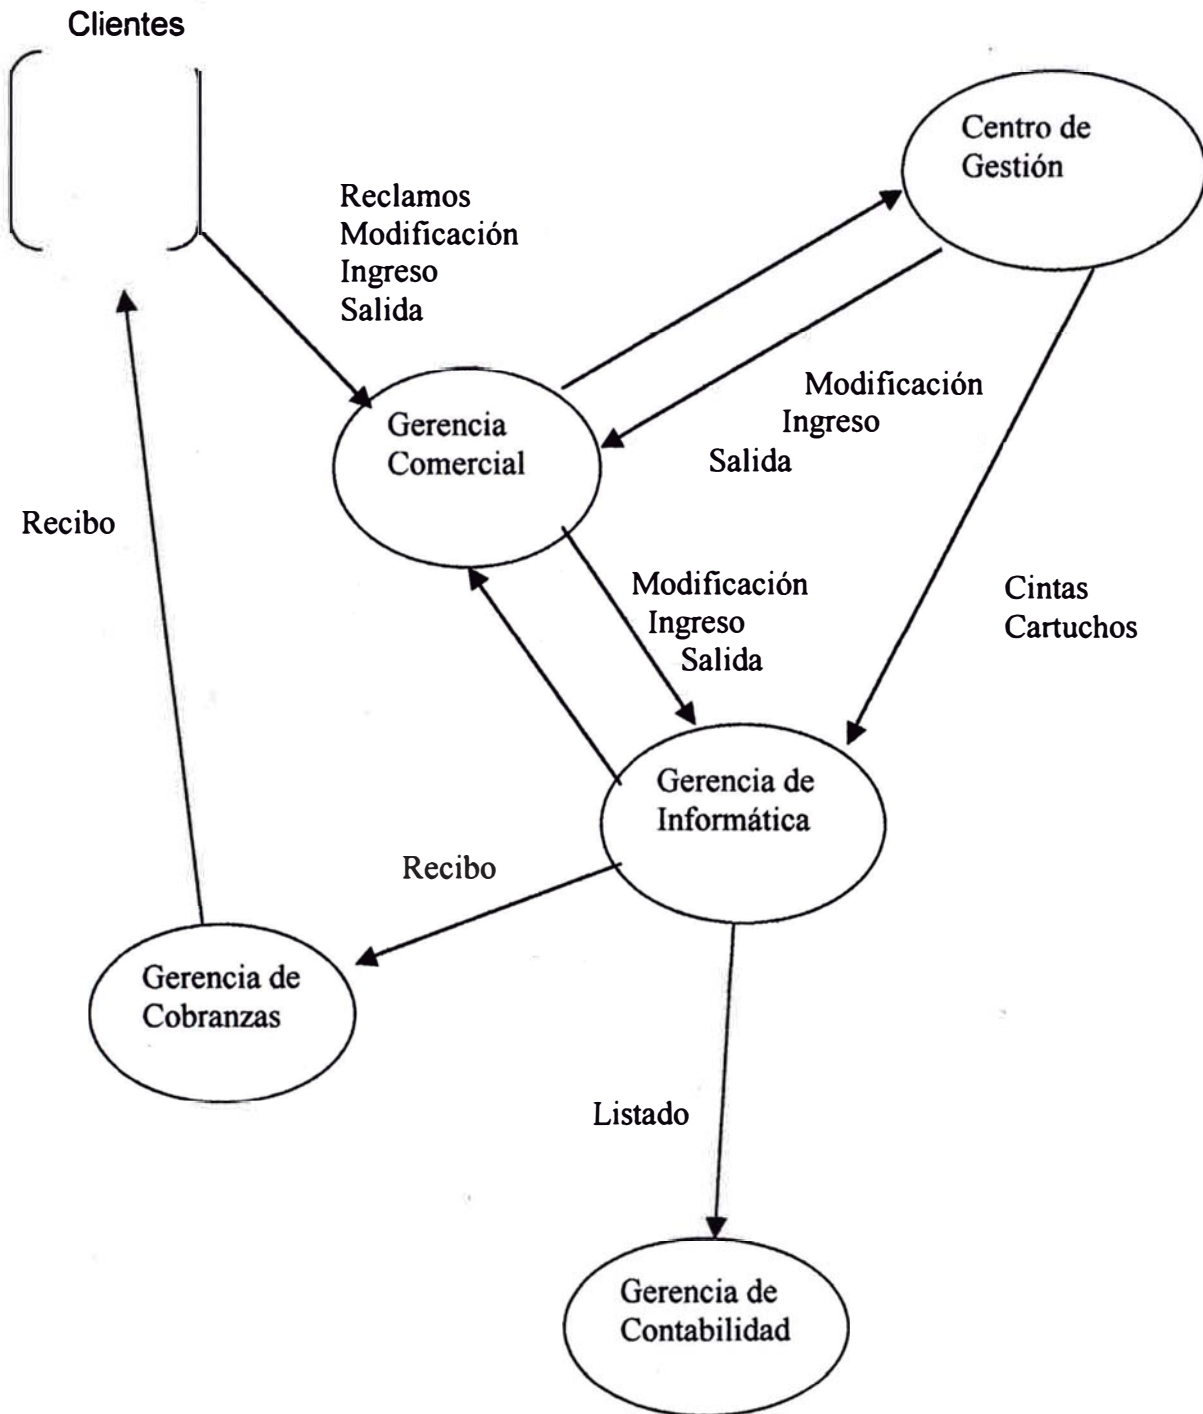 Clientes
Centro de
Gestión
Reclamos
Modificación
Ingreso
Salida
Modificación
Ingreso
Salida
Gerencia
Comercial
Recibo
Modificación
Ingreso
Salida
Cintas
Cartuchos
Gerencia de
Informática
Recibo
Gerencia de
Cobranzas
Listado
Gerencia de
Contabilidad